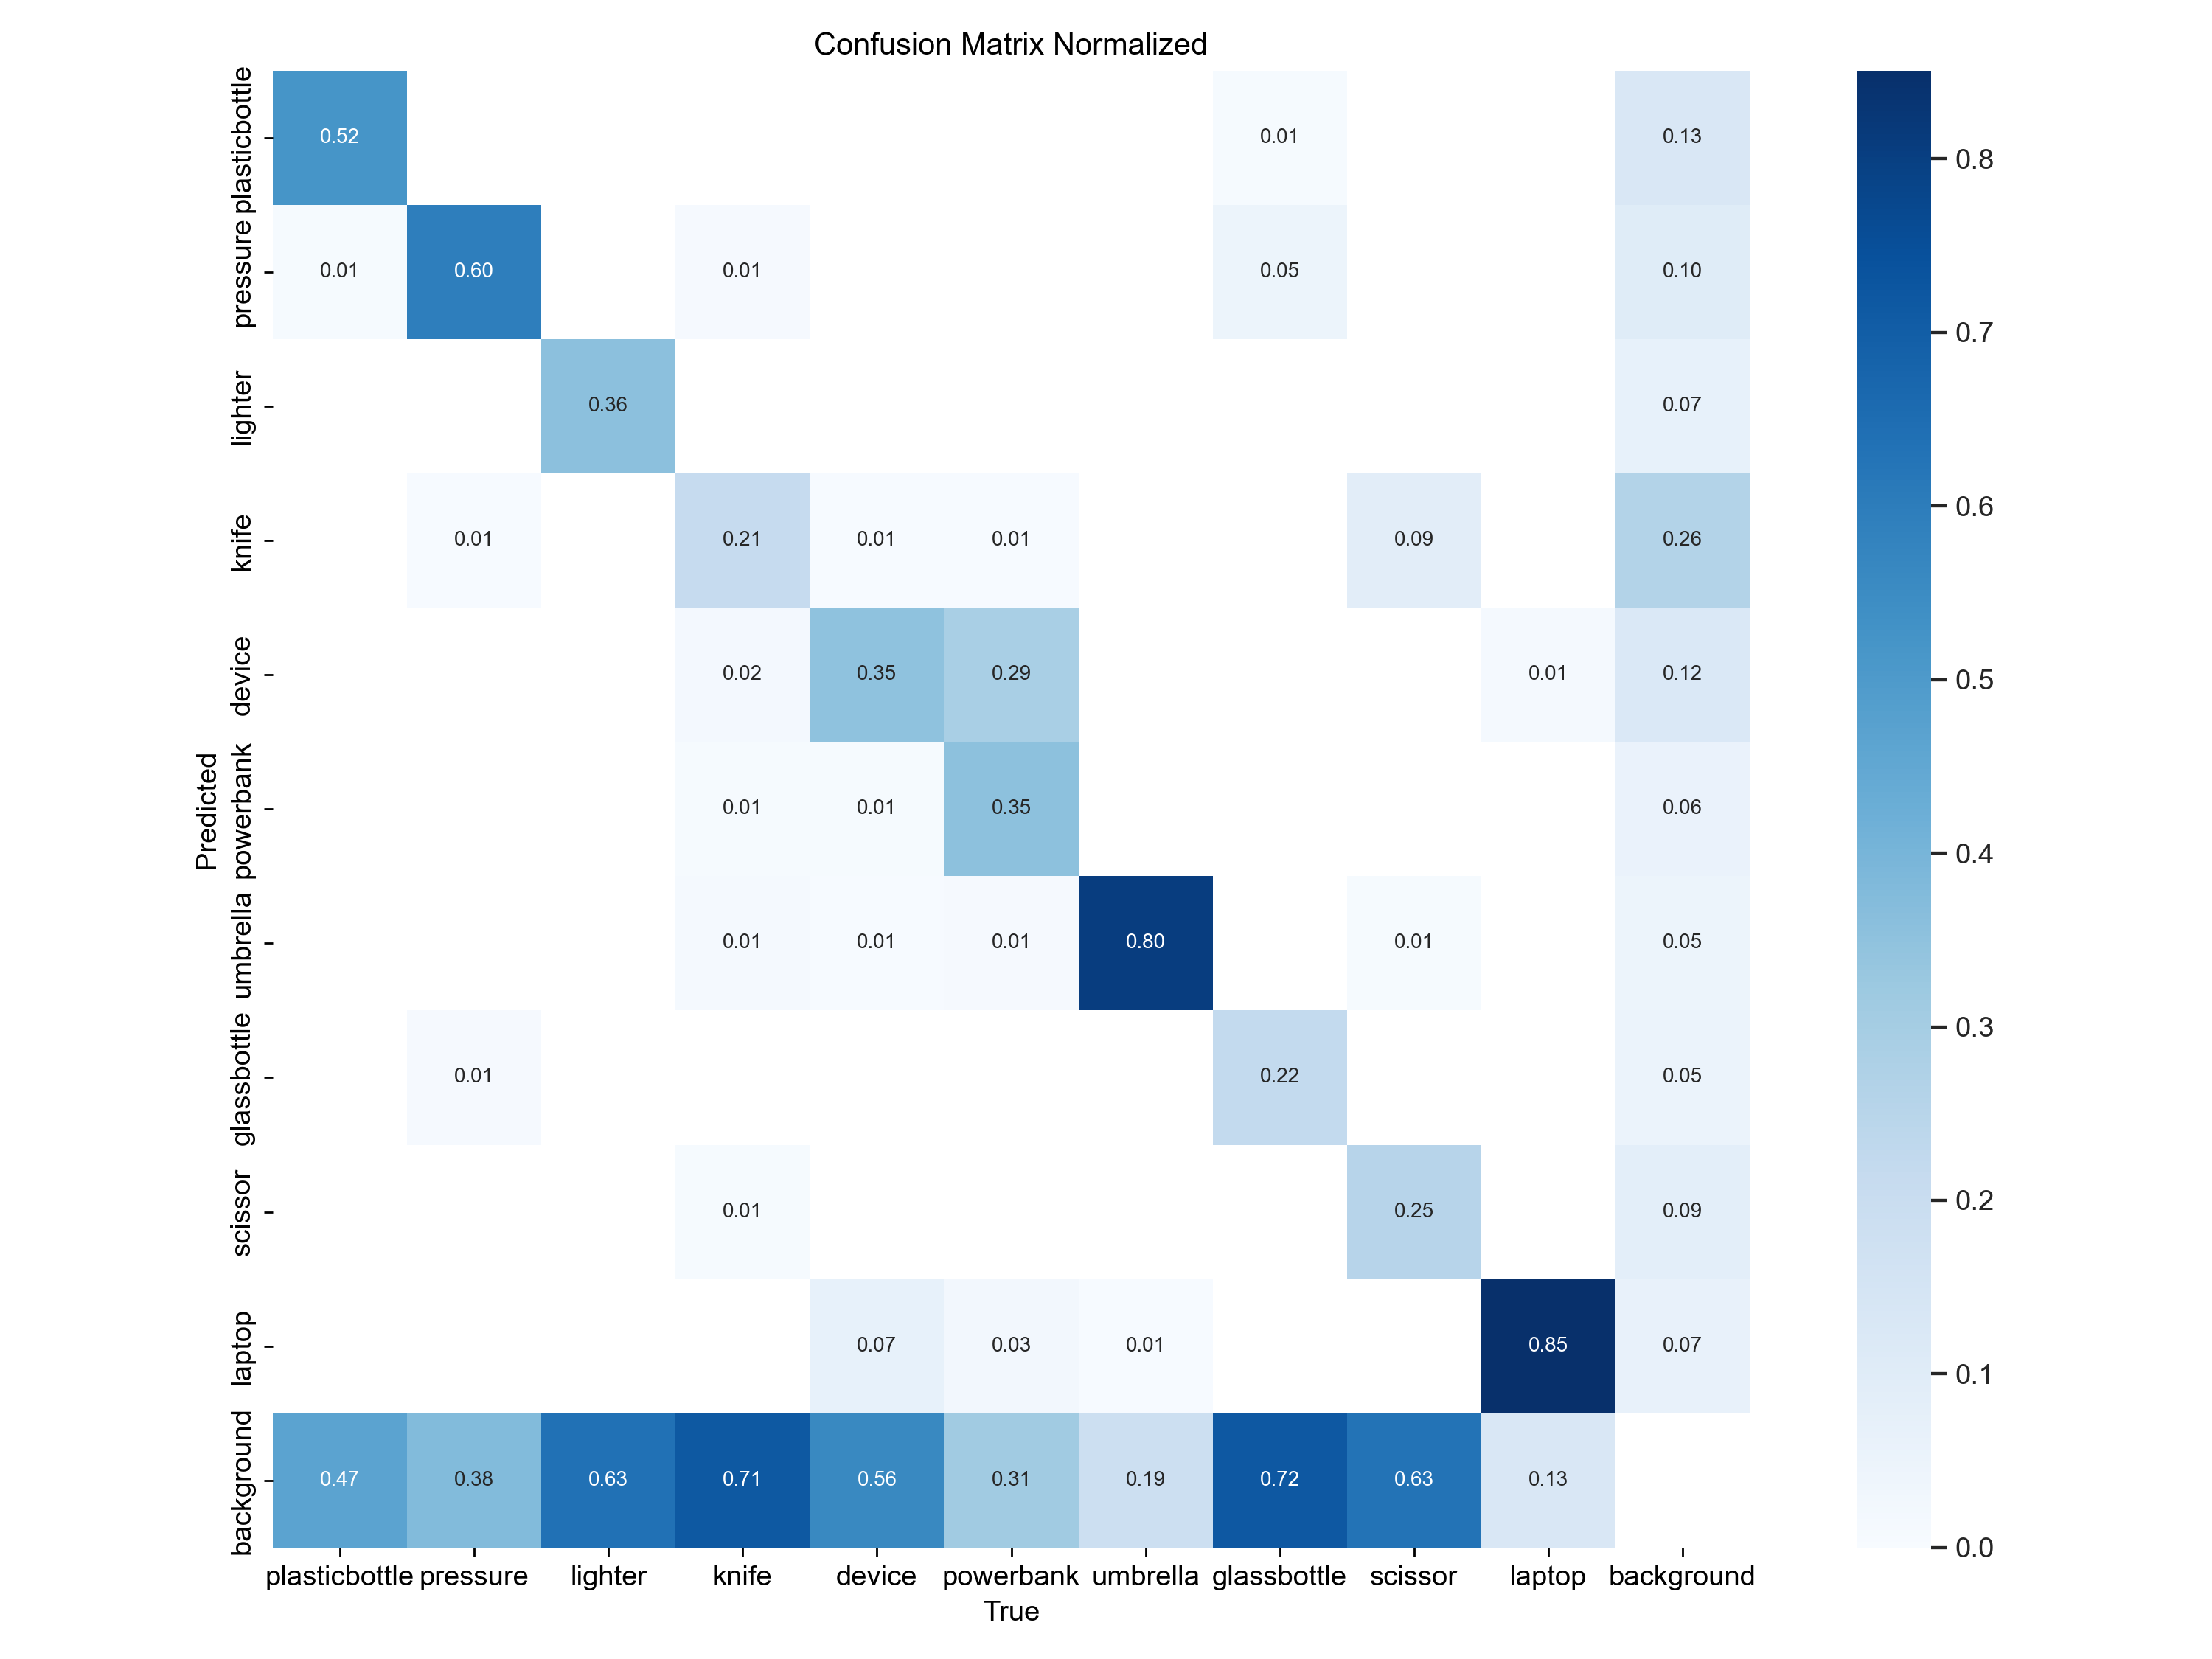 Confusion Matrix Normalized
plasticbottle
0.52
0.01
0.13
pressure
0.01
0.60
0.01
0.05
0.10
lighter
0.36
0.07
knife
0.01
0.21
0.01
0.01
0.09
0.26
device
0.02
0.35
0.29
0.01
0.12
Predicted
powerbank
0.01
0.01
0.35
0.06
umbrella
0.01
0.01
0.01
0.80
0.01
0.05
glassbottle
0.01
0.22
0.05
scissor
0.01
0.25
0.09
laptop
0.07
0.03
0.01
0.85
0.07
background
0.47
0.38
0.63
0.71
0.56
0.31
0.19
0.72
0.63
0.13
plasticbottle
pressure
lighter
knife
device
powerbank
umbrella
glassbottle
scissor
laptop
background
True
0.8
0.7
0.6
0.5
0.4
0.3
0.2
0.1
0.0